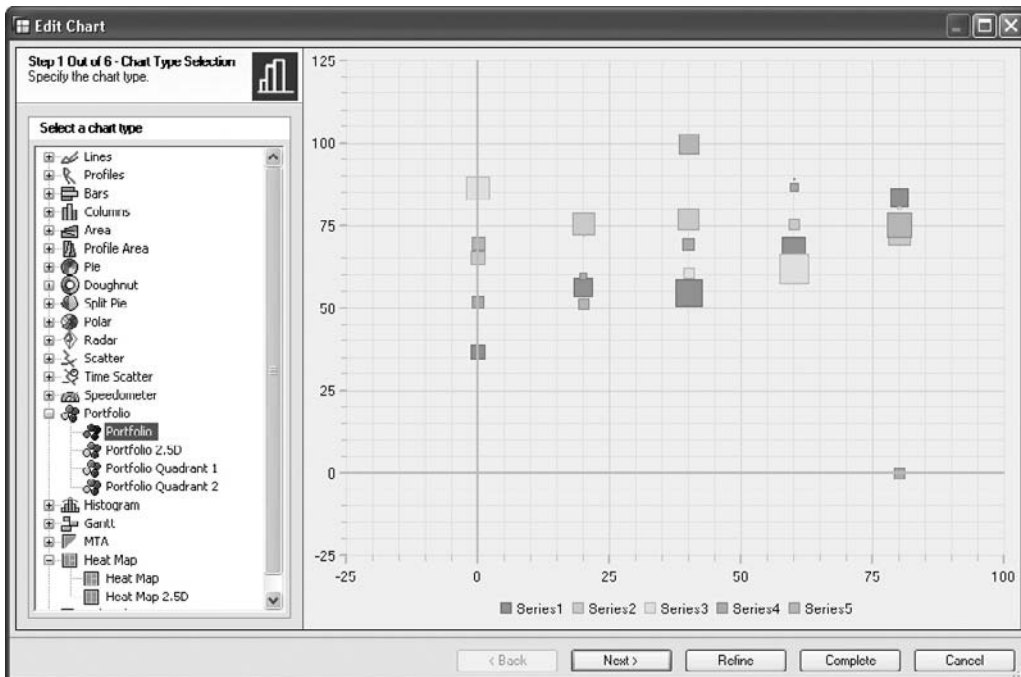 Edit Chart
Step 1 Out of 6 - Chart Type Selection
Specify the chart type.
Select a chart type
Lines
Profiles
Bars
Columns
Area
Profile Area
Pie
Doughnut
Split Pie
Polar
Radar
Scatter
Time Scatter
Speedometer
Portfolio
Portfolio
Portfolio 2.5D
Portfolio Quadrant 1
Portfolio Quadrant 2
Histogram
Gantt
MTA
Heat Map
Heat Map
Heat Map 2.5D
125
100
75
50
25
0
-25
-25 0 25 50 75 100
Series1 Series2 Series3 Series4 Series5
< Back Next > Refine Complete Cancel